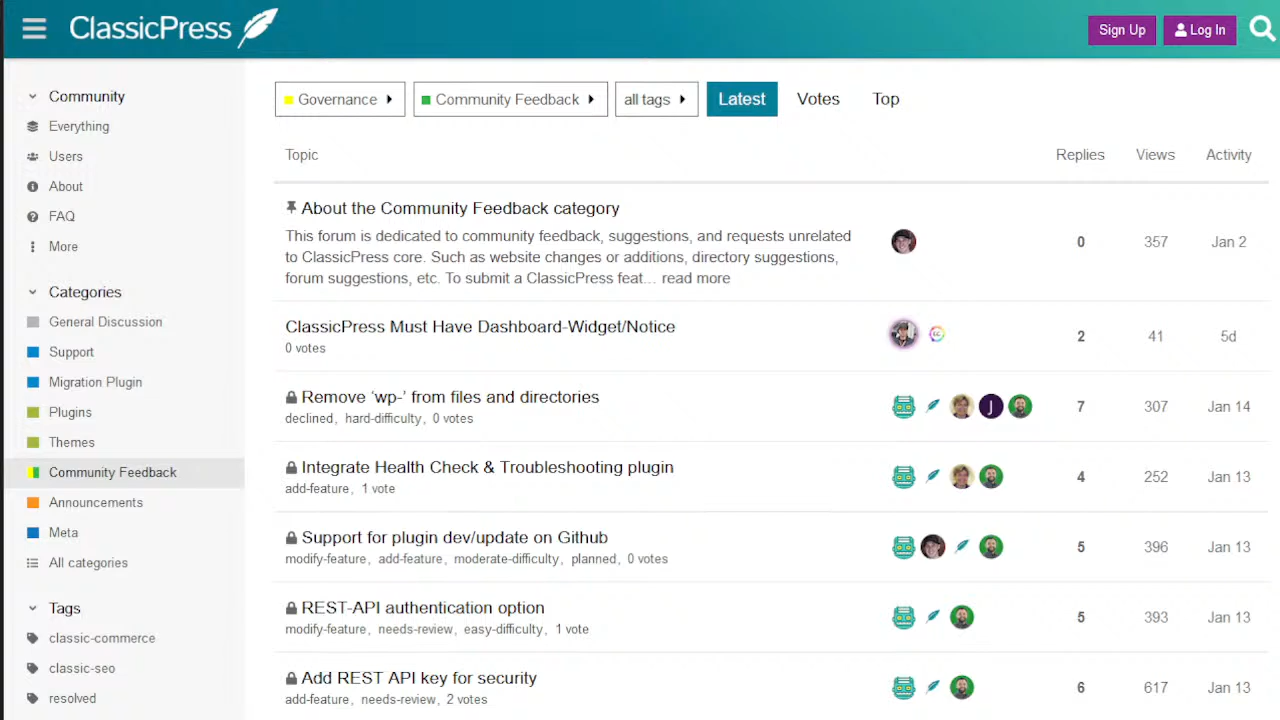 ClassicPress
Sign Up
Log In
Community
Everything
Users
About
FAQ
More
Categories
General Discussion
Support
Migration Plugin
Plugins
Themes
Community Feedback
Announcements
Meta
All categories
Tags
classic-commerce
classic-seo
resolved
Governance
Community Feedback
all tags
Latest
Votes
Top
Topic Replies Views Activity
About the Community Feedback category
This forum is dedicated to community feedback, suggestions, and requests unrelated
to ClassicPress core. Such as website changes or additions, directory suggestions,
forum suggestions, etc. To submit a ClassicPress feat... read more
0 357 Jan 2
ClassicPress Must Have Dashboard-Widget/Notice
0 votes
CC
2 41 5d
Remove ‘wp-’ from files and directories
declined, hard-difficulty, 0 votes
J
7 307 Jan 14
Integrate Health Check & Troubleshooting plugin
add-feature, 1 vote
4 252 Jan 13
Support for plugin dev/update on Github
modify-feature, add-feature, moderate-difficulty, planned, 0 votes
5 396 Jan 13
REST-API authentication option
modify-feature, needs-review, easy-difficulty, 1 vote
5 393 Jan 13
Add REST API key for security
add-feature, needs-review, 2 votes
6 617 Jan 13